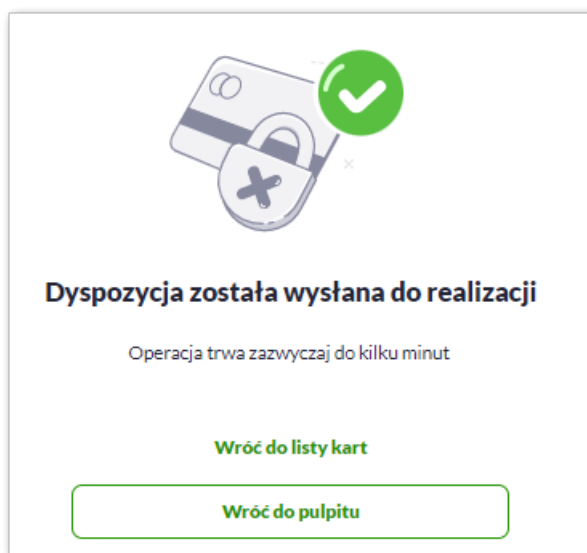 Dyspozycja została wysłana do realizacji
Operacja trwa zazwyczaj do kilku minut
Wróć do listy kart
Wróć do pulpitu